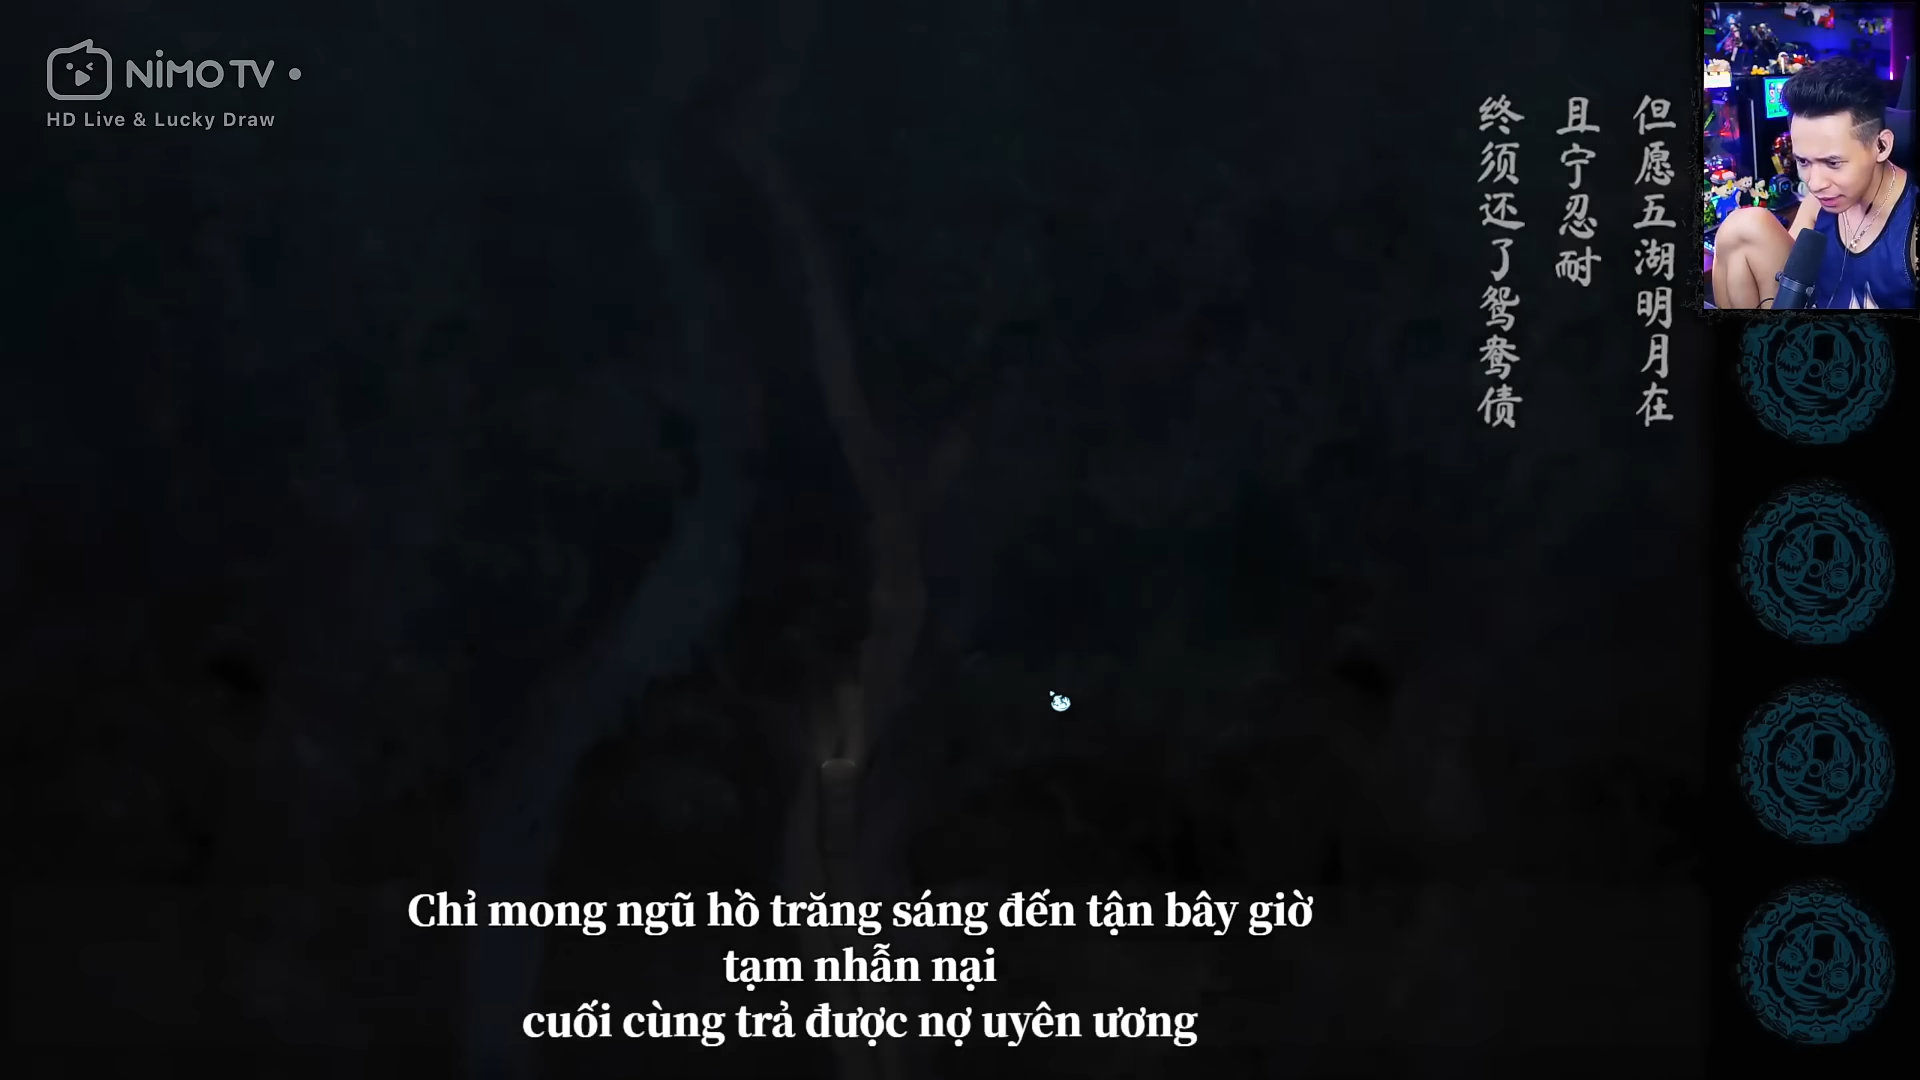 NIMO TV
HD Live & Lucky Draw
但愿五湖明月在
且宁忍耐
终须还了鸳鸯债
Chỉ mong ngũ hồ trăng sáng đến tận bây giờ
tạm nhẫn nại
cuối cùng trả được nợ uyên ương